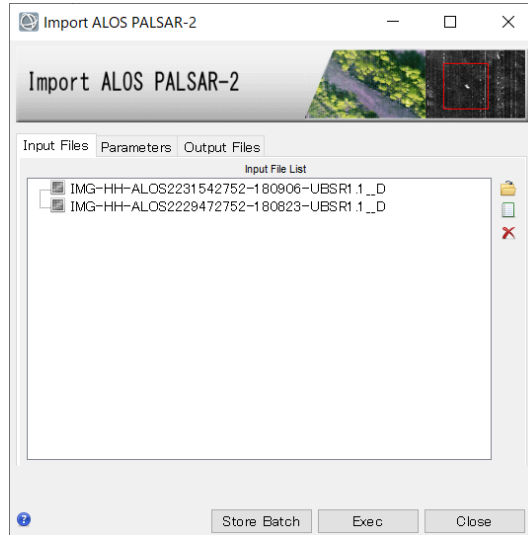 Import ALOS PALSAR-2
Import ALOS PALSAR-2
Input Files Parameters Output Files
Input File List
IMG-HH-ALOS2231542752-180906-UBSR1.1__D
IMG-HH-ALOS2229472752-180823-UBSR1.1__D
Store Batch Exec Close